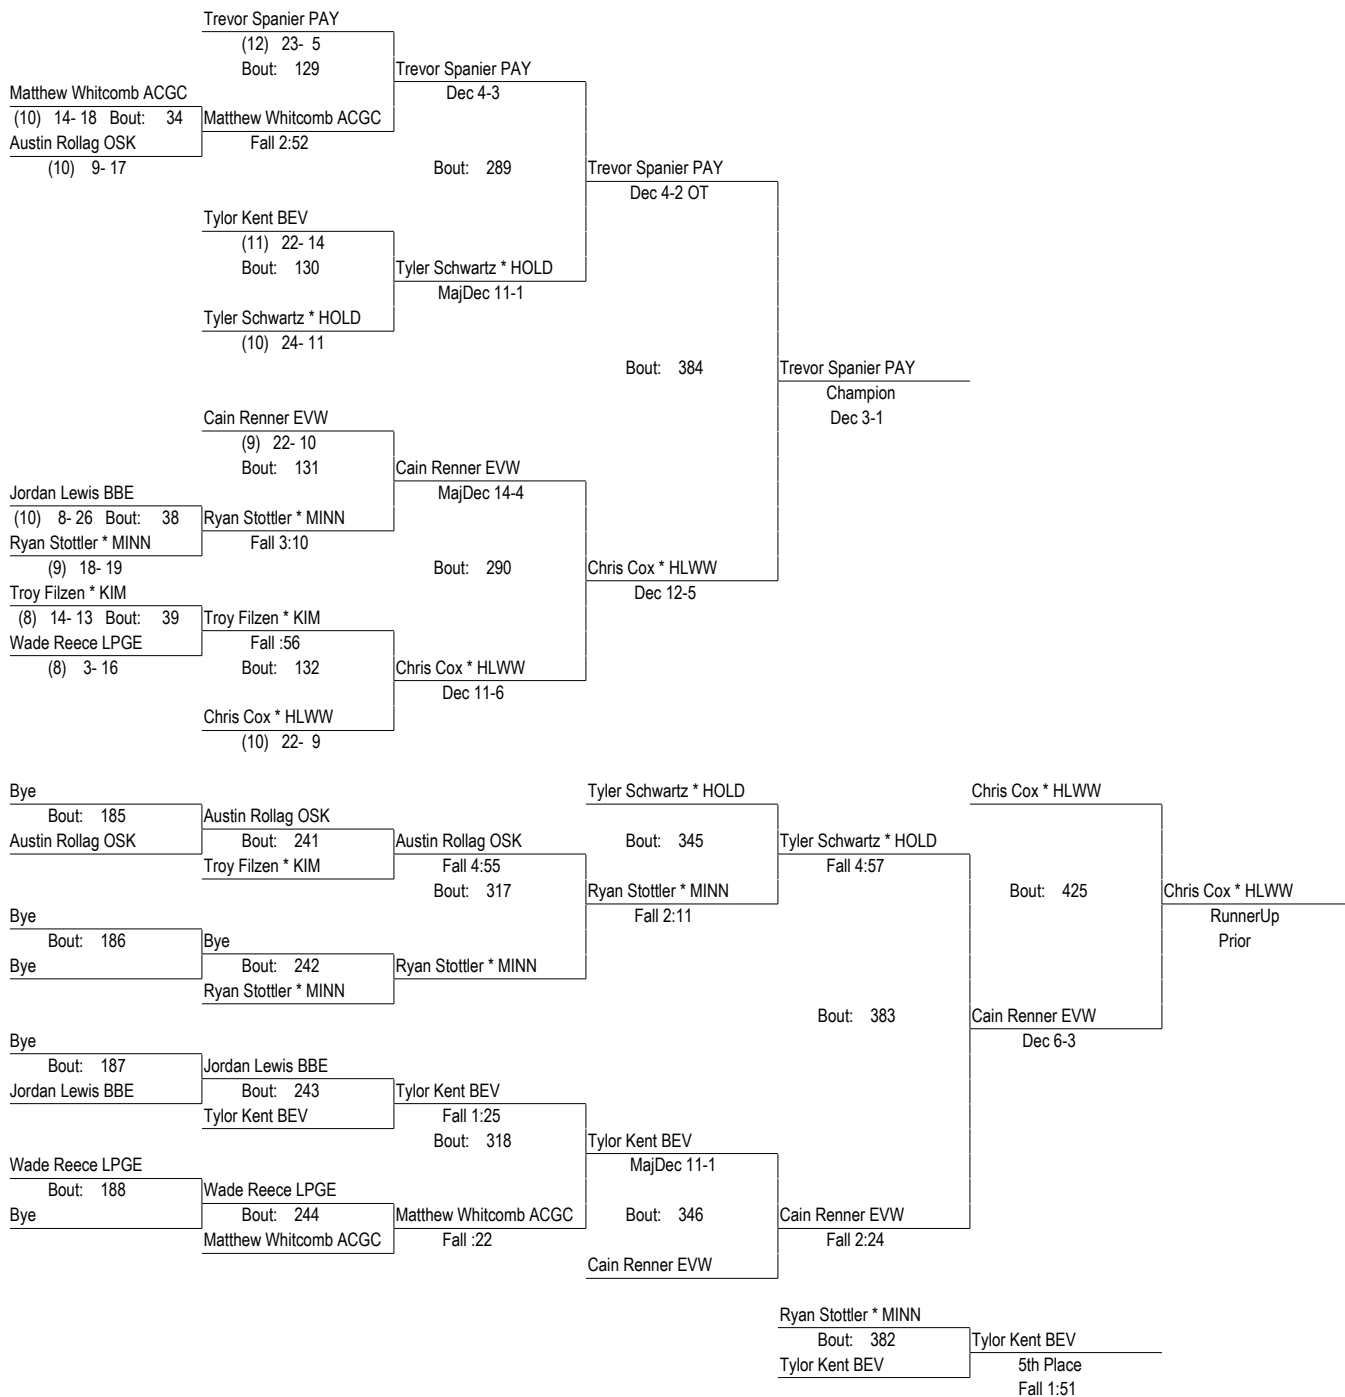 Trevor Spanier PAY
(12) 23- 5
Bout: 129
Trevor Spanier PAY
Dec 4-3
Matthew Whitcomb ACGC
(10) 14- 18 Bout: 34
Matthew Whitcomb ACGC
Austin Rollag OSK
Fall 2:52
(10) 9- 17
Bout: 289
Trevor Spanier PAY
Dec 4-2 OT
Tylor Kent BEV
(11) 22- 14
Bout: 130
Tyler Schwartz * HOLD
MajDec 11-1
Tyler Schwartz * HOLD
(10) 24- 11
Bout: 384
Trevor Spanier PAY
Champion
Dec 3-1
Cain Renner EVW
(9) 22- 10
Bout: 131
Cain Renner EVW
MajDec 14-4
Jordan Lewis BBE
(10) 8- 26 Bout: 38
Ryan Stottler * MINN
Ryan Stottler * MINN
Fall 3:10
(9) 18- 19
Bout: 290
Chris Cox * HLWW
Dec 12-5
Troy Filzen * KIM
(8) 14- 13 Bout: 39
Troy Filzen * KIM
Wade Reece LPGE
Fall :56
(8) 3- 16
Bout: 132
Chris Cox * HLWW
Dec 11-6
Chris Cox * HLWW
(10) 22- 9
Bye
Bout: 185
Austin Rollag OSK
Austin Rollag OSK
Bout: 241
Austin Rollag OSK
Troy Filzen * KIM
Fall 4:55
Bout: 317
Tyler Schwartz * HOLD
Bout: 345
Tyler Schwartz * HOLD
Fall 4:57
Ryan Stottler * MINN
Fall 2:11
Chris Cox * HLWW
Bout: 425
Chris Cox * HLWW
RunnerUp
Prior
Bye
Bout: 186
Bye
Bye
Bout: 242
Ryan Stottler * MINN
Ryan Stottler * MINN
Bout: 383
Cain Renner EVW
Dec 6-3
Bye
Bout: 187
Jordan Lewis BBE
Jordan Lewis BBE
Bout: 243
Tylor Kent BEV
Tylor Kent BEV
Fall 1:25
Bout: 318
Tylor Kent BEV
MajDec 11-1
Wade Reece LPGE
Bout: 188
Wade Reece LPGE
Bye
Bout: 244
Matthew Whitcomb ACGC
Matthew Whitcomb ACGC
Fall :22
Bout: 346
Cain Renner EVW
Fall 2:24
Cain Renner EVW
Ryan Stottler * MINN
Bout: 382
Tylor Kent BEV
Tylor Kent BEV
5th Place
Fall 1:51